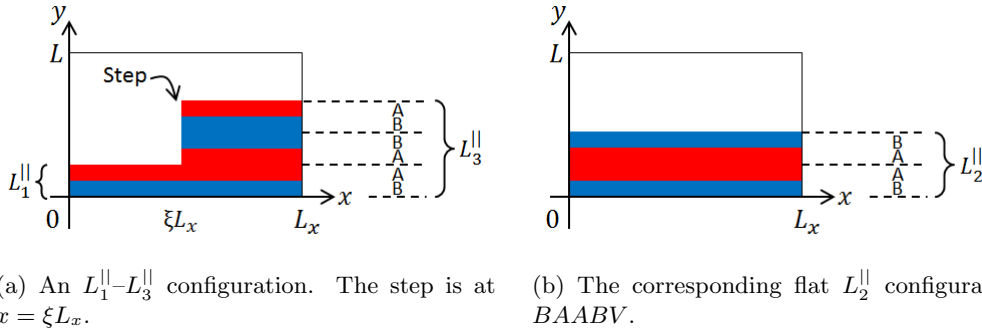 y
L
Step
A
B
B
A
A
B
L₃^||
L₁^||
0
ξLₓ
Lₓ
x
y
L
B
A
A
B
L₂^||
0
Lₓ
x
a) An L₁^||–L₃^|| configuration. The step is at
x = ξLₓ.
(b) The corresponding flat L₂^|| configura
BAABV.